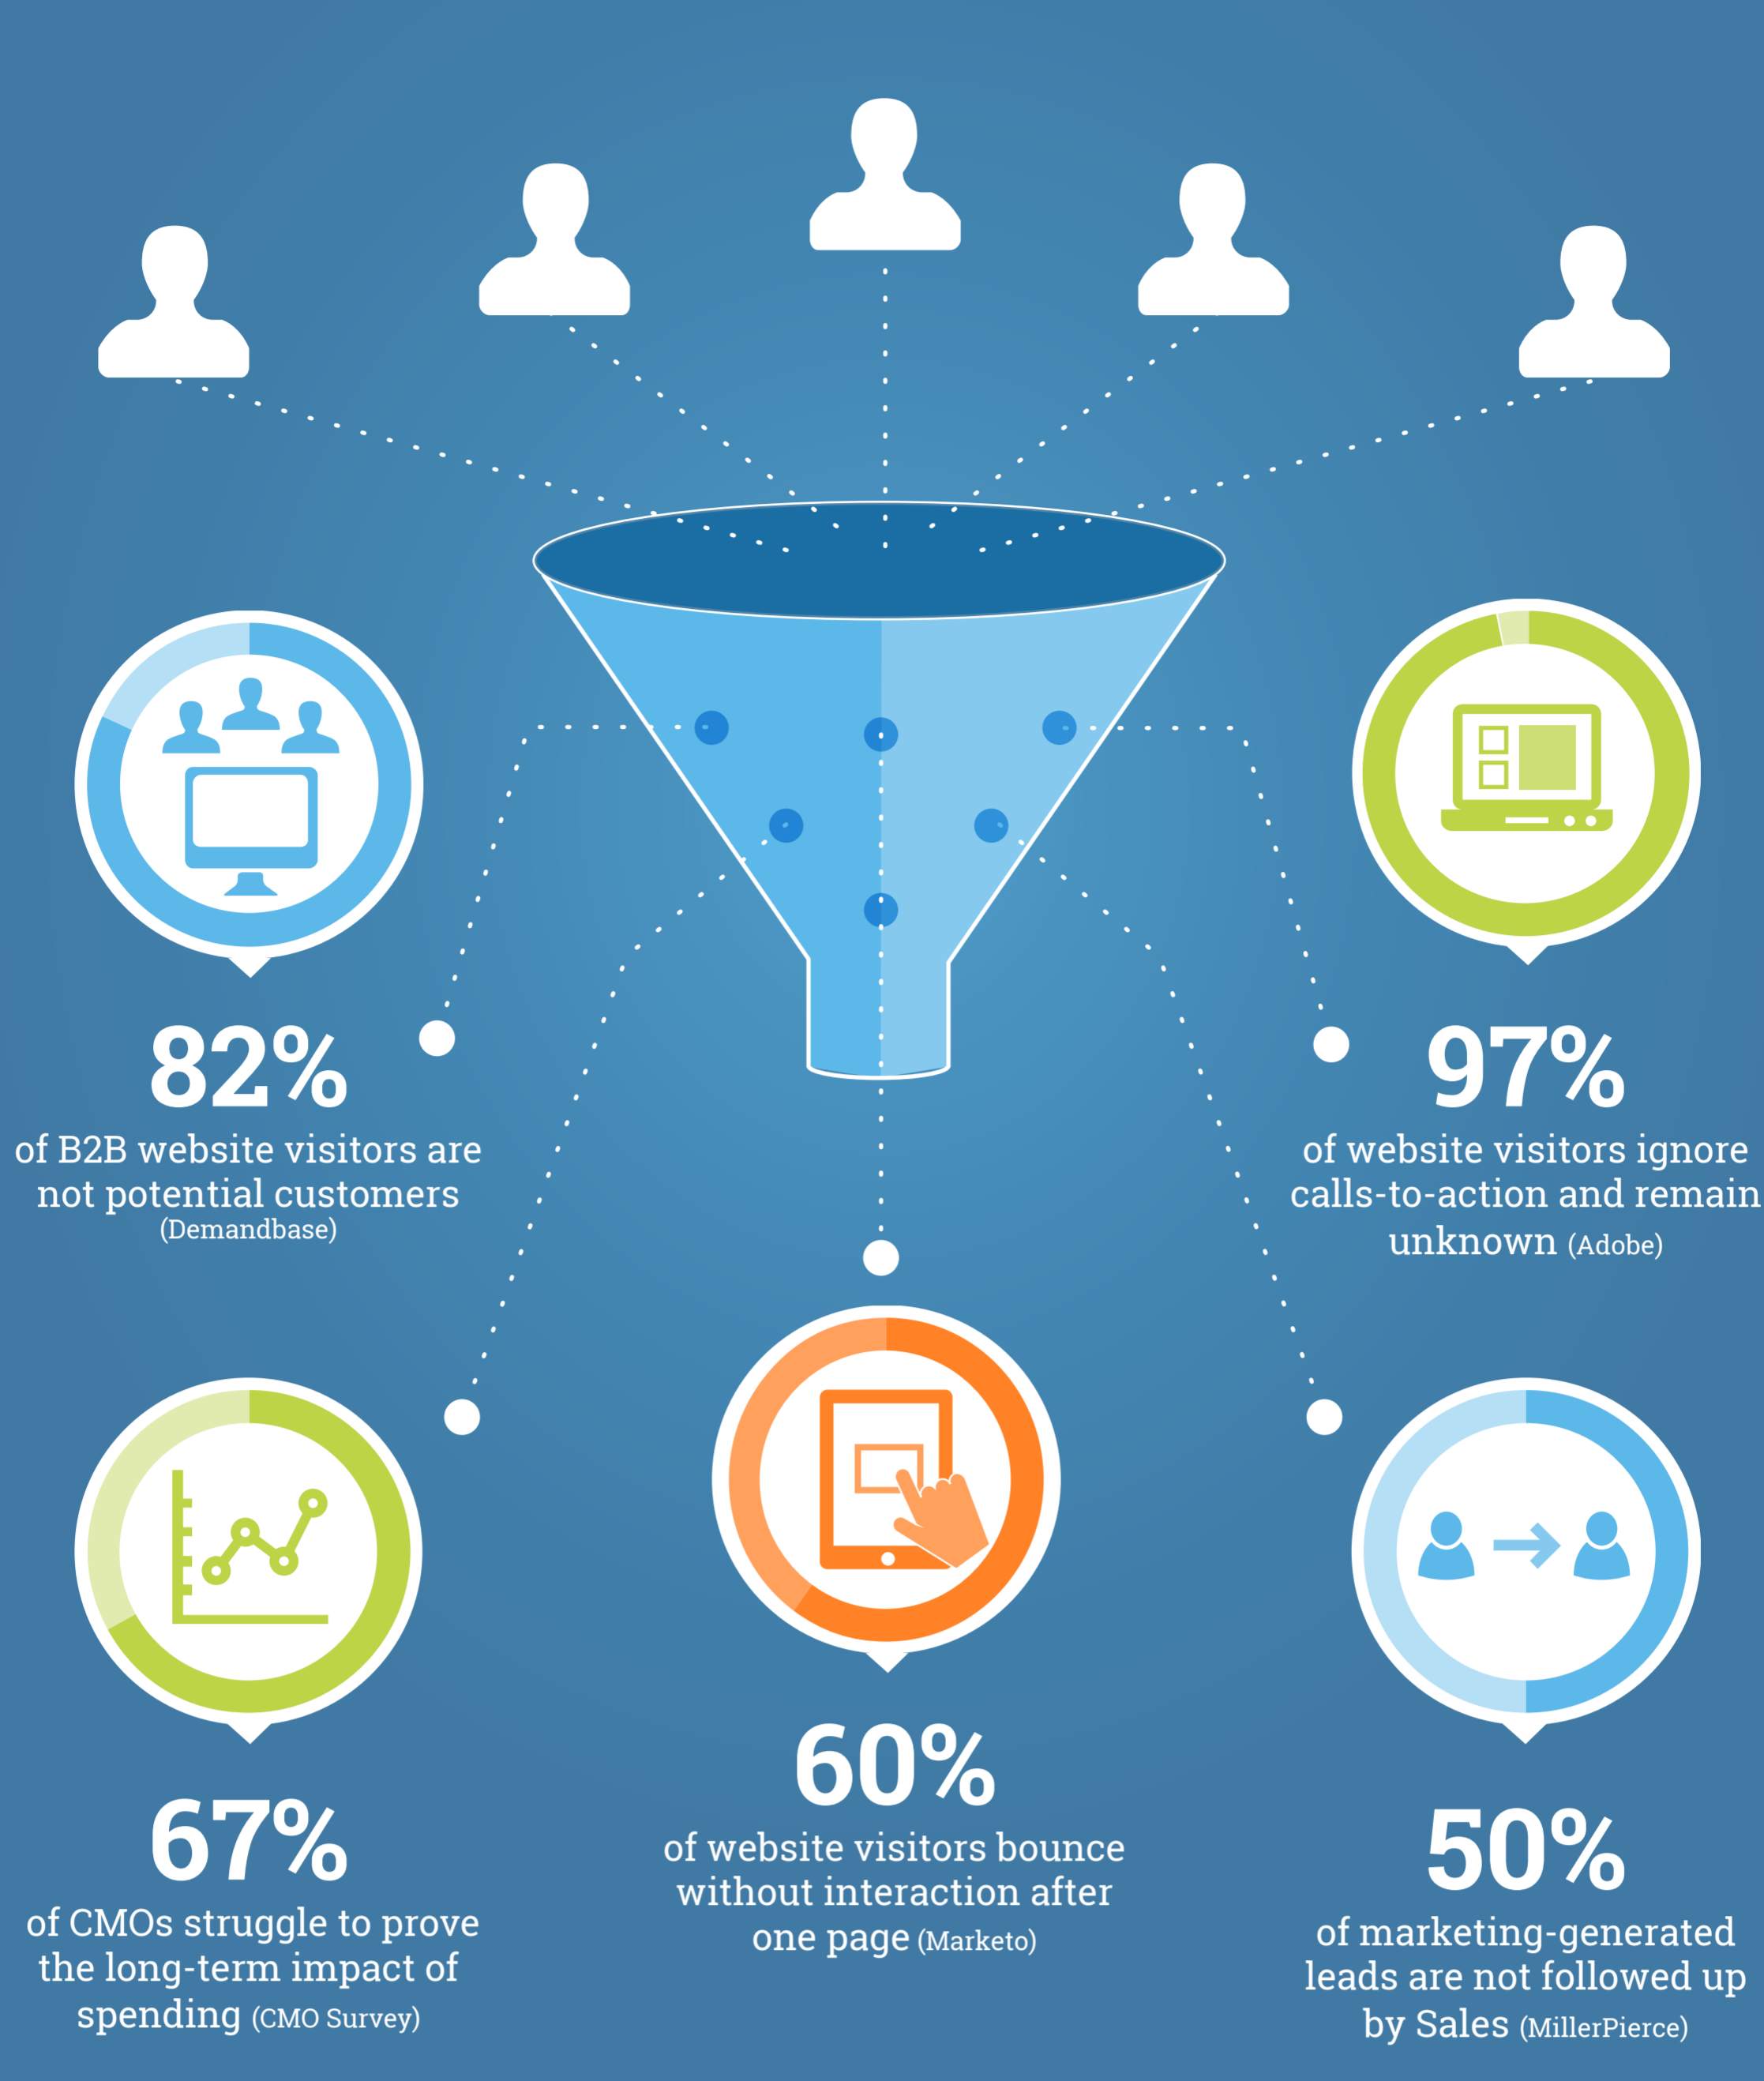 82%
of B2B website visitors are
not potential customers
(Demandbase)
97%
of website visitors ignore
calls-to-action and remain
unknown (Adobe)
67%
of CMOs struggle to prove
the long-term impact of
spending (CMO Survey)
60%
of website visitors bounce
without interaction after
one page (Marketo)
50%
of marketing-generated
leads are not followed up
by Sales (MillerPierce)